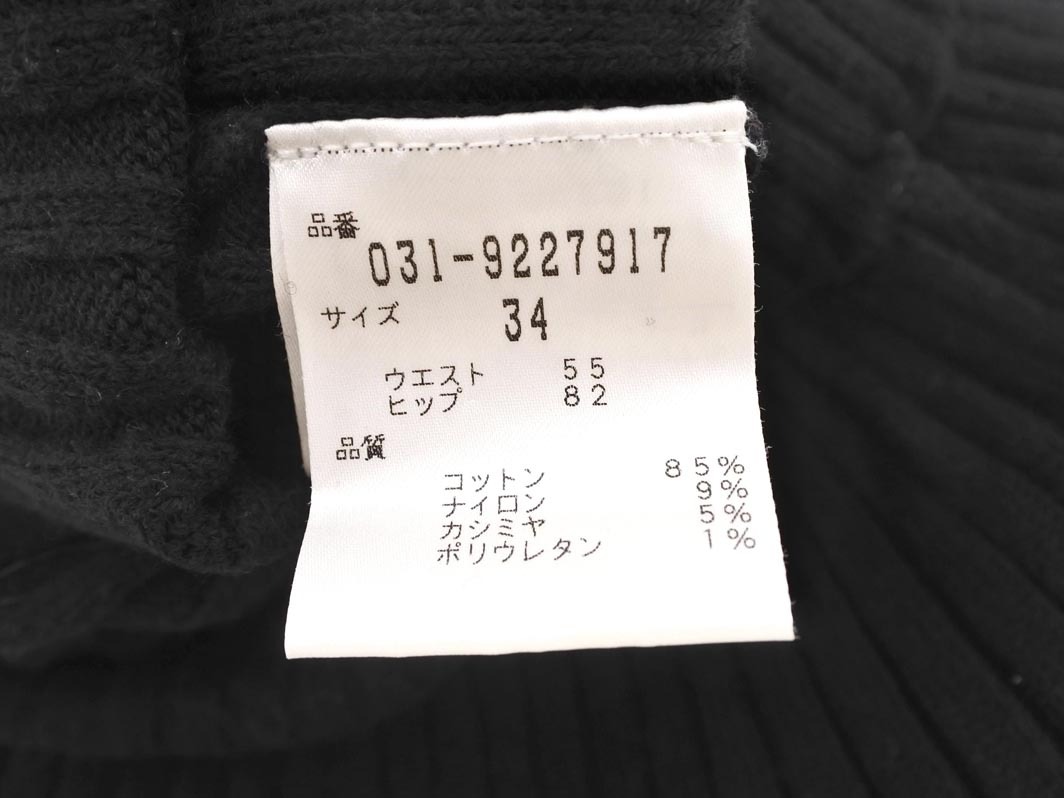 品番
031-9227917
サイズ 34
ウエスト 55
ヒップ 82
品質
コットン 85%
ナイロン 9%
カシミヤ 5%
ポリウレタン 1%